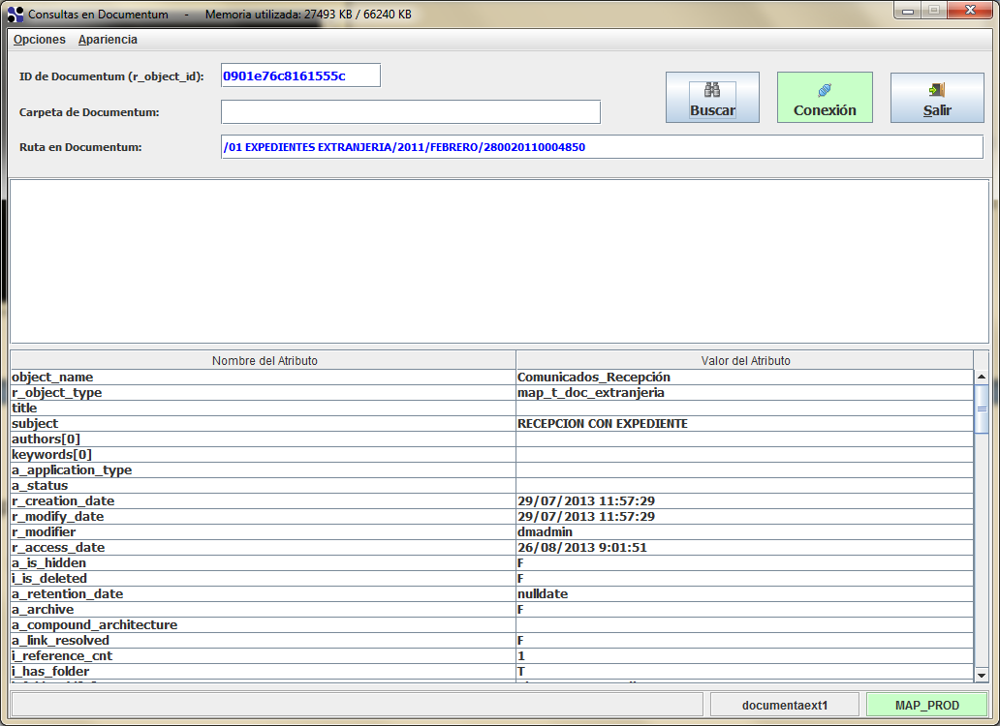 Consultas en Documentum - Memoria utilizada: 27493 KB / 66240 KB
Opciones Apariencia
ID de Documentum (r_object_id): 0901e76c8161555c
Buscar Conexión Salir
Carpeta de Documentum:
Ruta en Documentum: /01 EXPEDIENTES EXTRANJERIA/2011/FEBRERO/280020110004850
Nombre del Atributo Valor del Atributo
object_name Comunicados_Recepción
r_object_type map_t_doc_extranjeria
title
subject RECEPCION CON EXPEDIENTE
authors[0]
keywords[0]
a_application_type
a_status
r_creation_date 29/07/2013 11:57:29
r_modify_date 29/07/2013 11:57:29
r_modifier dmadmin
r_access_date 26/08/2013 9:01:51
a_is_hidden F
i_is_deleted F
a_retention_date nulldate
a_archive F
a_compound_architecture
a_link_resolved F
i_reference_cnt 1
i_has_folder T
documentaext1 MAP_PROD